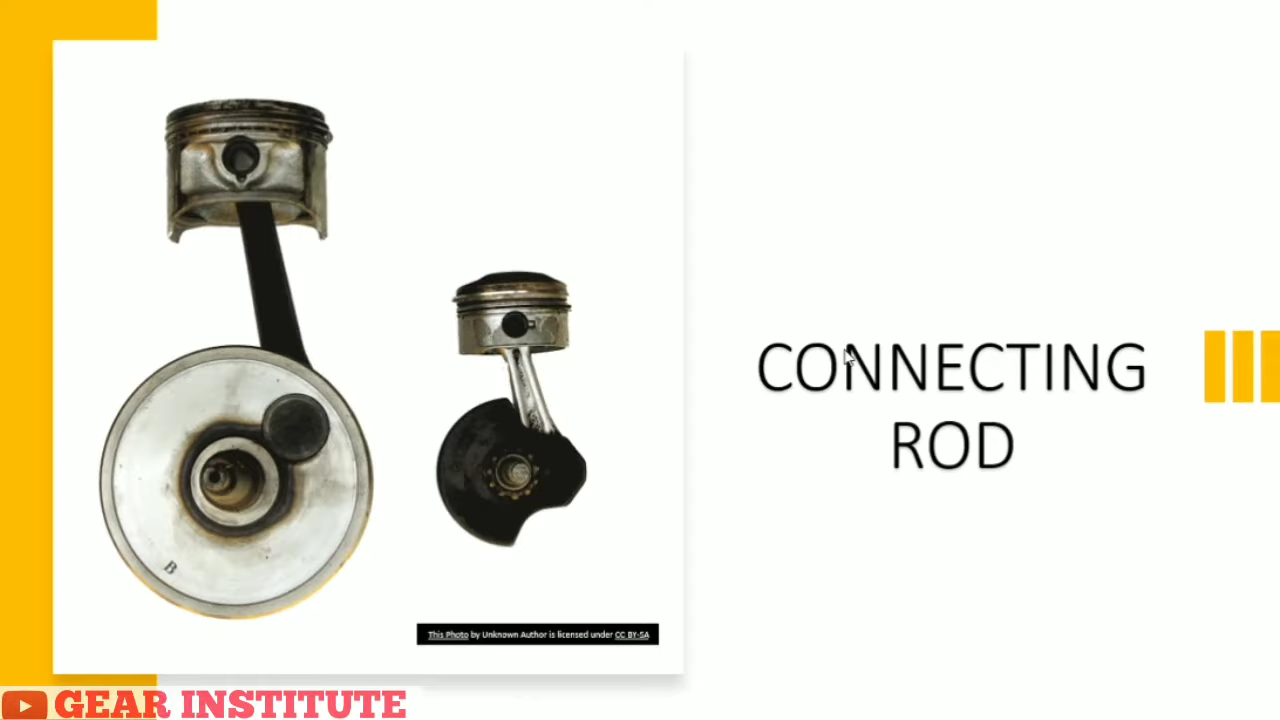 CONNECTING
ROD
B
This Photo by Unknown Author is licensed under CC BY-SA
GEAR INSTITUTE